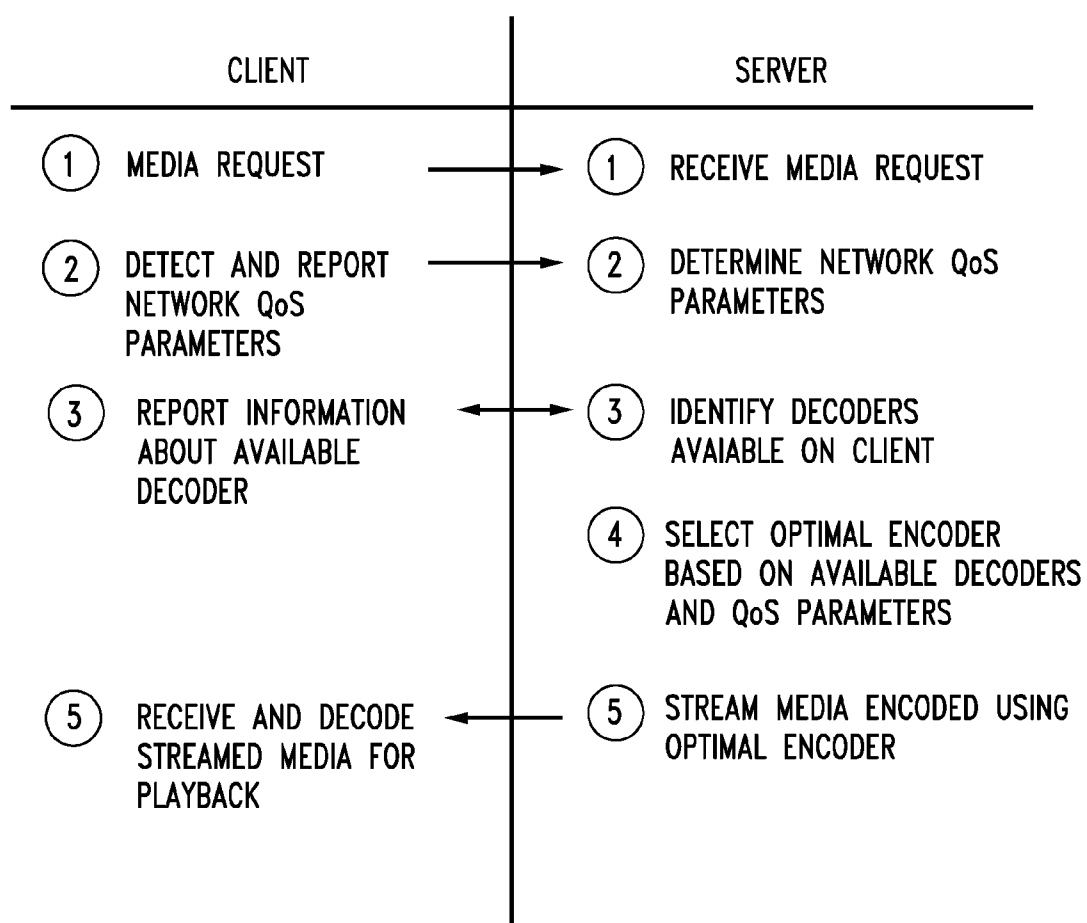 CLIENT
SERVER
1 MEDIA REQUEST
1 RECEIVE MEDIA REQUEST
2 DETECT AND REPORT
NETWORK QoS
PARAMETERS
2 DETERMINE NETWORK QoS
PARAMETERS
3 REPORT INFORMATION
ABOUT AVAILABLE
DECODER
3 IDENTIFY DECODERS
AVAIABLE ON CLIENT
4 SELECT OPTIMAL ENCODER
BASED ON AVAILABLE DECODERS
AND QoS PARAMETERS
5 RECEIVE AND DECODE
STREAMED MEDIA FOR
PLAYBACK
5 STREAM MEDIA ENCODED USING
OPTIMAL ENCODER